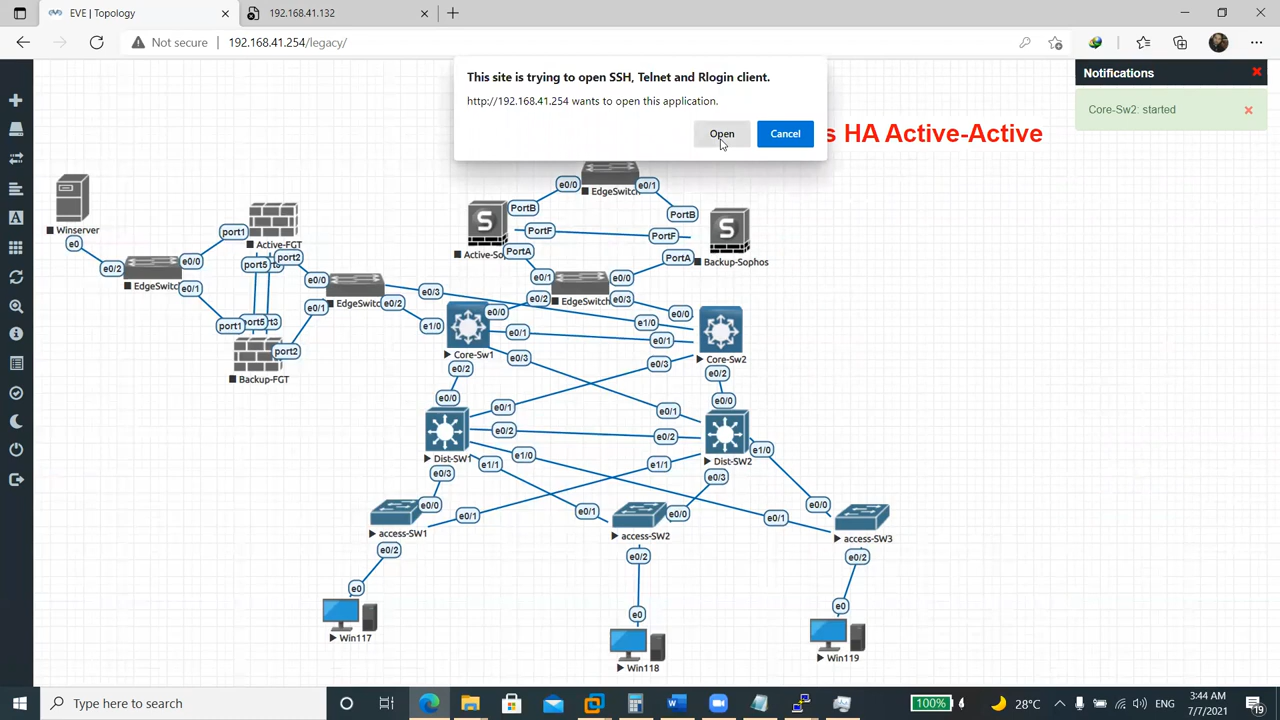 EVE | Topology
192.168.41.132
Not secure
192.168.41.254/legacy/
This site is trying to open SSH, Telnet and Rlogin client.
http://192.168.41.254 wants to open this application.
Open
Cancel
Notifications
Core-Sw2: started
s HA Active-Active
EdgeSwitch
e0/0
e0/1
PortB
PortB
PortF
PortF
PortA
PortA
Active-So
Backup-Sophos
Winserver
e0
e0/2
EdgeSwitc
e0/0
e0/1
port1
port1
Active-FGT
port2
port5
port5
t3
port2
Backup-FGT
e0/0
e0/1
EdgeSwitc
e0/3
e0/2
e0/1
e0/0
EdgeSwitch
e0/2
e0/3
e0/0
e0/0
e1/0
e1/0
Core-Sw1
Core-Sw2
e0/1
e0/1
e0/3
e0/3
e0/2
e0/2
e0/0
e0/0
e0/1
e0/1
e0/2
e0/2
Dist-SW1
Dist-SW2
e1/0
e1/0
e1/1
e1/1
e0/3
e0/3
e0/0
e0/1
access-SW1
e0/2
e0/1
e0/0
access-SW2
e0/2
e0/1
e0/0
access-SW3
e0/2
e0
Win117
e0
Win118
e0
Win119
Type here to search
100%
28°C
ENG
3:44 AM
7/7/2021
19